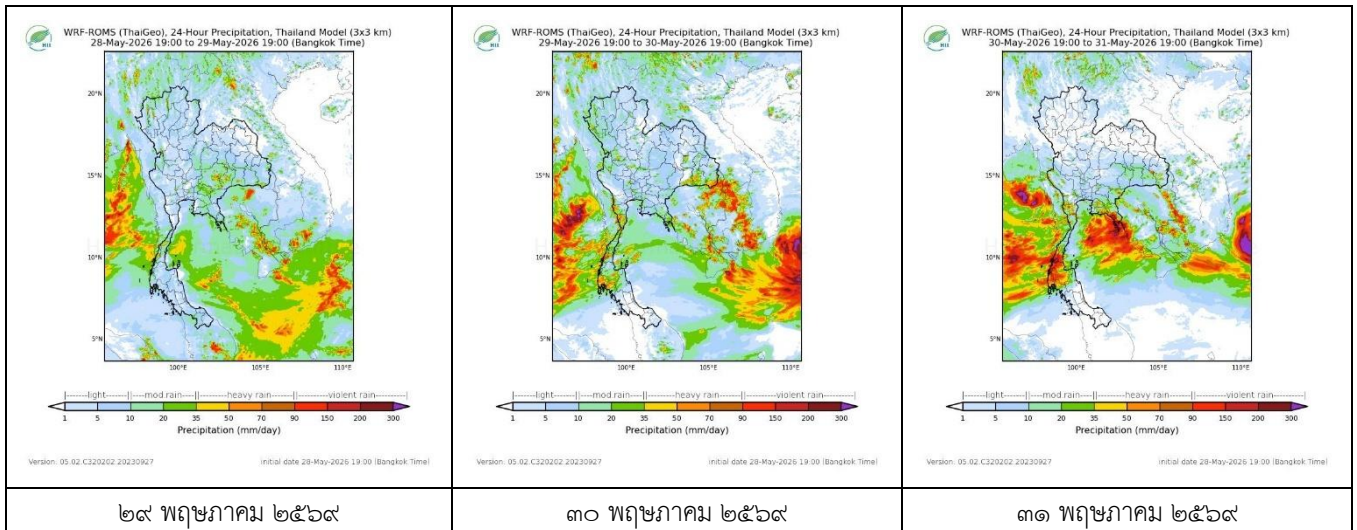 WRF-ROMS (ThaiGeo), 24-Hour Precipitation, Thailand Model (3x3 km)
28-May-2026 19:00 to 29-May-2026 19:00 (Bangkok Time)
20°N
15°N
10°N
5°N
100°E 105°E 110°E
|------light------||---mod rain---||------heavy rain------||------violent rain------|
1 5 10 20 35 50 70 90 150 200 300
Precipitation (mm/day)
Version: 05.02.C320202.20230927 initial date 28-May-2026 19:00 (Bangkok Time)
๒๙ พฤษภาคม ๒๕๖๙
WRF-ROMS (ThaiGeo), 24-Hour Precipitation, Thailand Model (3x3 km)
29-May-2026 19:00 to 30-May-2026 19:00 (Bangkok Time)
20°N
15°N
10°N
5°N
100°E 105°E 110°E
|------light------||---mod rain---||------heavy rain------||------violent rain------|
1 5 10 20 35 50 70 90 150 200 300
Precipitation (mm/day)
Version: 05.02.C320202.20230927 initial date 28-May-2026 19:00 (Bangkok Time)
๓๐ พฤษภาคม ๒๕๖๙
WRF-ROMS (ThaiGeo), 24-Hour Precipitation, Thailand Model (3x3 km)
30-May-2026 19:00 to 31-May-2026 19:00 (Bangkok Time)
20°N
15°N
10°N
5°N
100°E 105°E 110°E
|------light------||---mod rain---||------heavy rain------||------violent rain------|
1 5 10 20 35 50 70 90 150 200 300
Precipitation (mm/day)
Version: 05.02.C320202.20230927 initial date 28-May-2026 19:00 (Bangkok Time)
๓๑ พฤษภาคม ๒๕๖๙